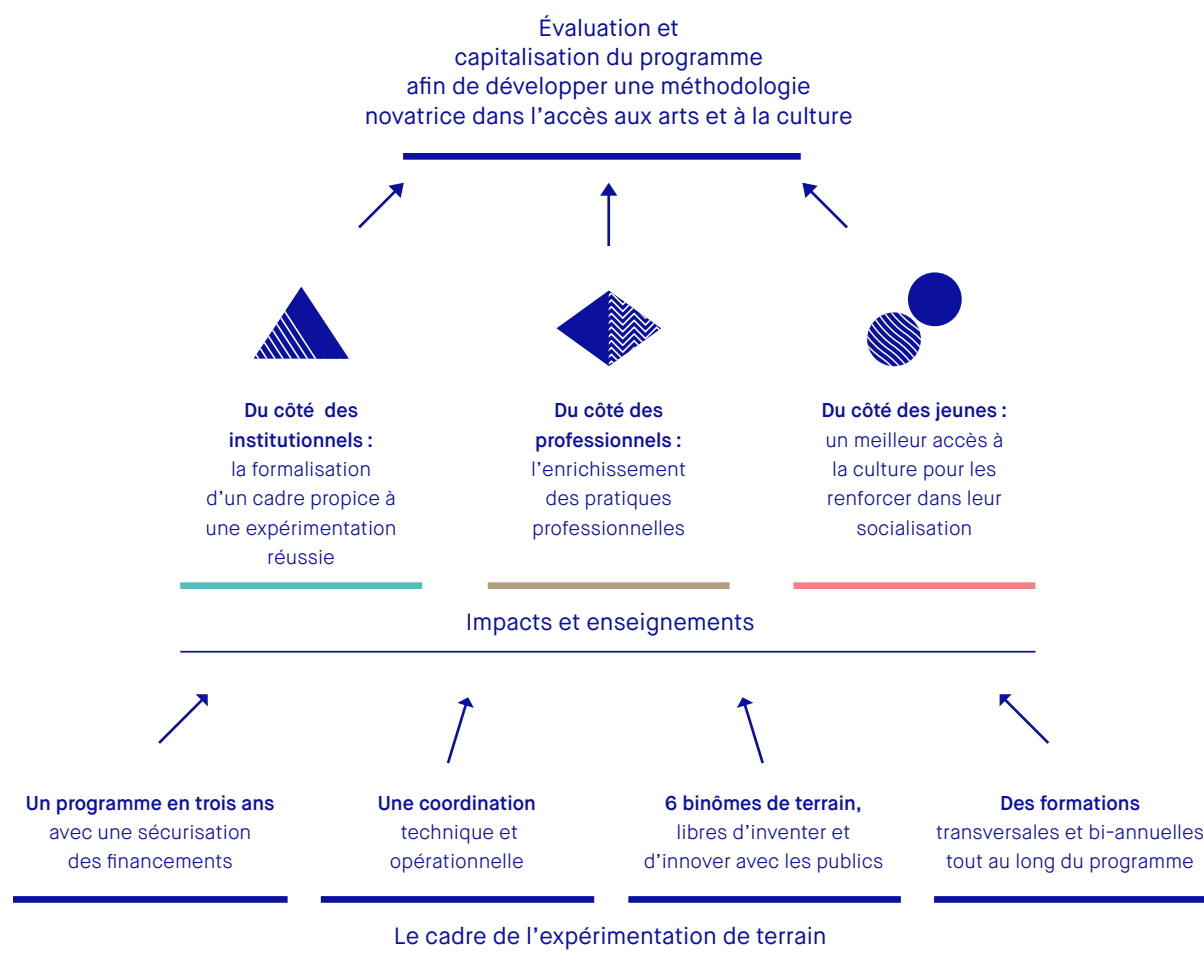 Évaluation et
capitalisation du programme
afin de développer une méthodologie
novatrice dans l'accès aux arts et à la culture
Du côté des
institutionnels :
la formalisation
d'un cadre propice à
une expérimentation
réussie
Du côté des
professionnels :
l'enrichissement
des pratiques
professionnelles
Du côté des jeunes :
un meilleur accès à
la culture pour les
renforcer dans leur
socialisation
Impacts et enseignements
Un programme en trois ans
avec une sécurisation
des financements
Une coordination
technique et
opérationnelle
6 binômes de terrain,
libres d'inventer et
d'innover avec les publics
Des formations
transversales et bi-annuelles
tout au long du programme
Le cadre de l'expérimentation de terrain